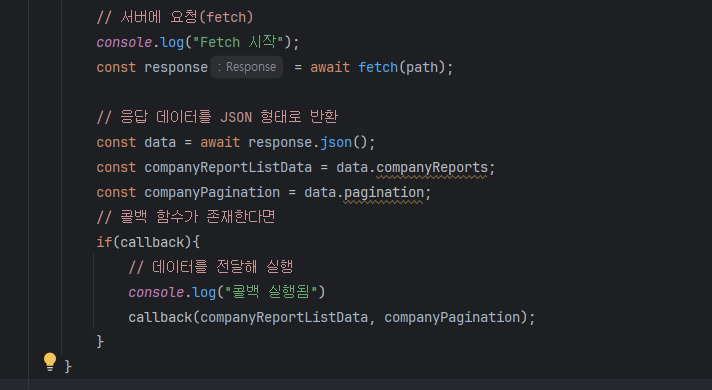 // 서버에 요청(fetch)
console.log("Fetch 시작");
const response : Response = await fetch(path);
// 응답 데이터를 JSON 형태로 반환
const data = await response.json();
const companyReportListData = data.companyReports;
const companyPagination = data.pagination;
// 콜백 함수가 존재한다면
if(callback){
// 데이터를 전달해 실행
console.log("콜백 실행됨")
callback(companyReportListData, companyPagination);
}
}